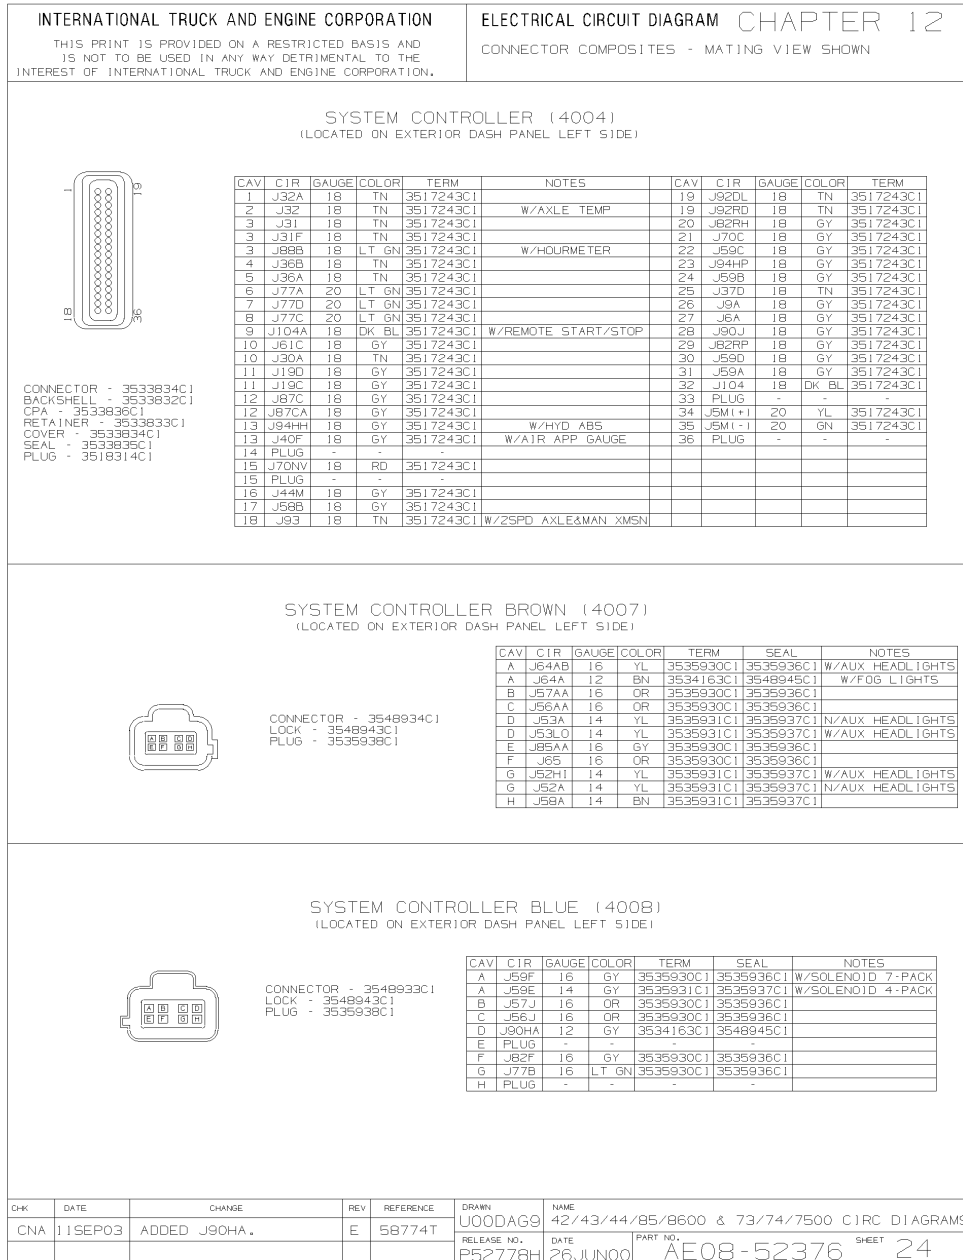 INTERNATIONAL TRUCK AND ENGINE CORPORATION
THIS PRINT IS PROVIDED ON A RESTRICTED BASIS AND
IS NOT TO BE USED IN ANY WAY DETRIMENTAL TO THE
INTEREST OF INTERNATIONAL TRUCK AND ENGINE CORPORATION.
ELECTRICAL CIRCUIT DIAGRAM CHAPTER 12
CONNECTOR COMPOSITES - MATING VIEW SHOWN
SYSTEM CONTROLLER (4004)
(LOCATED ON EXTERIOR DASH PANEL LEFT SIDE)
1 19
18 36
CONNECTOR - 3533834C1
BACKSHELL - 3533832C1
CPA - 3533836C1
RETAINER - 3533833C1
COVER - 3533834C1
SEAL - 3533835C1
PLUG - 3518314C1
CAV CIR GAUGE COLOR TERM NOTES CAV CIR GAUGE COLOR TERM
1 J32A 18 TN 3517243C1 19 J92DL 18 TN 3517243C1
2 J32 18 TN 3517243C1 W/AXLE TEMP 19 J92RD 18 TN 3517243C1
3 J31 18 TN 3517243C1 20 J82RH 18 GY 3517243C1
3 J31F 18 TN 3517243C1 21 J70C 18 GY 3517243C1
3 J88B 18 LT GN 3517243C1 W/HOURMETER 22 J59C 18 GY 3517243C1
4 J36B 18 TN 3517243C1 23 J94HP 18 GY 3517243C1
5 J36A 18 TN 3517243C1 24 J59B 18 GY 3517243C1
6 J77A 20 LT GN 3517243C1 25 J37D 18 TN 3517243C1
7 J77D 20 LT GN 3517243C1 26 J9A 18 GY 3517243C1
8 J77C 20 LT GN 3517243C1 27 J6A 18 GY 3517243C1
9 J104A 18 DK BL 3517243C1 W/REMOTE START/STOP 28 J90J 18 GY 3517243C1
10 J61C 18 GY 3517243C1 29 J82RP 18 GY 3517243C1
10 J30A 18 TN 3517243C1 30 J59D 18 GY 3517243C1
11 J19D 18 GY 3517243C1 31 J59A 18 GY 3517243C1
11 J19C 18 GY 3517243C1 32 J104 18 DK BL 3517243C1
12 J87C 18 GY 3517243C1 33 PLUG - - -
12 J87CA 18 GY 3517243C1 34 J5M(+) 20 YL 3517243C1
13 J94HH 18 GY 3517243C1 W/HYD ABS 35 J5M(-) 20 GN 3517243C1
13 J40F 18 GY 3517243C1 W/AIR APP GAUGE 36 PLUG - - -
14 PLUG - - -
15 J70NV 18 RD 3517243C1
15 PLUG - - -
16 J44M 18 GY 3517243C1
17 J58B 18 GY 3517243C1
18 J93 18 TN 3517243C1 W/2SPD AXLE&MAN XMSN
SYSTEM CONTROLLER BROWN (4007)
(LOCATED ON EXTERIOR DASH PANEL LEFT SIDE)
A B C D
E F G H
CONNECTOR - 3548934C1
LOCK - 3548943C1
PLUG - 3535938C1
CAV CIR GAUGE COLOR TERM SEAL NOTES
A J64AB 16 YL 3535930C1 3535936C1 W/AUX HEADLIGHTS
A J64A 12 BN 3534163C1 3548945C1 W/FOG LIGHTS
B J57AA 16 OR 3535930C1 3535936C1
C J56AA 16 OR 3535930C1 3535936C1
D J53A 14 YL 3535931C1 3535937C1 N/AUX HEADLIGHTS
D J53LO 14 YL 3535931C1 3535937C1 W/AUX HEADLIGHTS
E J85AA 16 GY 3535930C1 3535936C1
F J65 16 OR 3535930C1 3535936C1
G J52HI 14 YL 3535931C1 3535937C1 W/AUX HEADLIGHTS
G J52A 14 YL 3535931C1 3535937C1 N/AUX HEADLIGHTS
H J58A 14 BN 3535931C1 3535937C1
SYSTEM CONTROLLER BLUE (4008)
(LOCATED ON EXTERIOR DASH PANEL LEFT SIDE)
A B C D
E F G H
CONNECTOR - 3548933C1
LOCK - 3548943C1
PLUG - 3535938C1
CAV CIR GAUGE COLOR TERM SEAL NOTES
A J59F 16 GY 3535930C1 3535936C1 W/SOLENOID 7-PACK
A J59E 14 GY 3535931C1 3535937C1 W/SOLENOID 4-PACK
B J57J 16 OR 3535930C1 3535936C1
C J56J 16 OR 3535930C1 3535936C1
D J90HA 12 GY 3534163C1 3548945C1
E PLUG - - - -
F J82F 16 GY 3535930C1 3535936C1
G J77B 16 LT GN 3535930C1 3535936C1
H PLUG - - - -
CHK DATE CHANGE REV REFERENCE
CNA 11SEP03 ADDED J90HA. E 58774T
DRAWN U00DAG9
NAME 42/43/44/85/8600 & 73/74/7500 CIRC DIAGRAMS
RELEASE NO. P52778H
DATE 26JUN00
PART NO. AE08-52376 SHEET 24